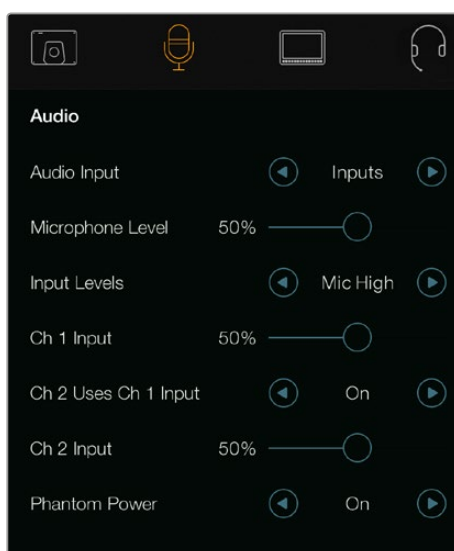 Audio
Audio Input Inputs
Microphone Level 50%
Input Levels Mic High
Ch 1 Input 50%
Ch 2 Uses Ch 1 Input On
Ch 2 Input 50%
Phantom Power On